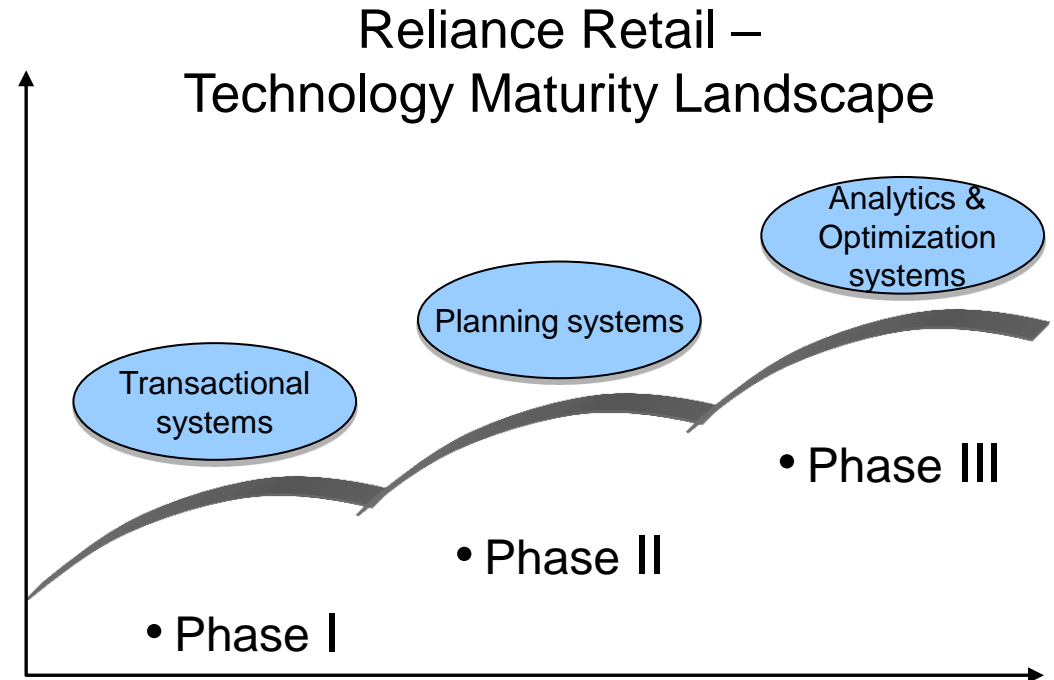 Reliance Retail –
Technology Maturity Landscape
Analytics &
Optimization
systems
Planning systems
Transactional
systems
• Phase III
• Phase II
• Phase I